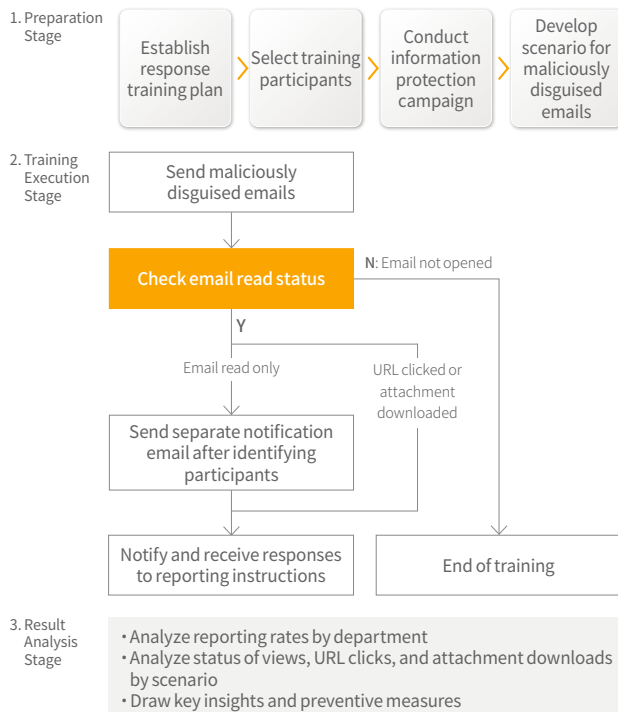 1. Preparation
Stage
Establish
response
training plan
Select training
participants
Conduct
information
protection
campaign
Develop
scenario for
maliciously
disguised
emails
2. Training
Execution
Stage
Send maliciously
disguised emails
Check email read status
N: Email not opened
Y
Email read only
URL clicked or
attachment
downloaded
Send separate notification
email after identifying
participants
Notify and receive responses
to reporting instructions
End of training
3. Result
Analysis
Stage
• Analyze reporting rates by department
• Analyze status of views, URL clicks, and attachment downloads
by scenario
• Draw key insights and preventive measures